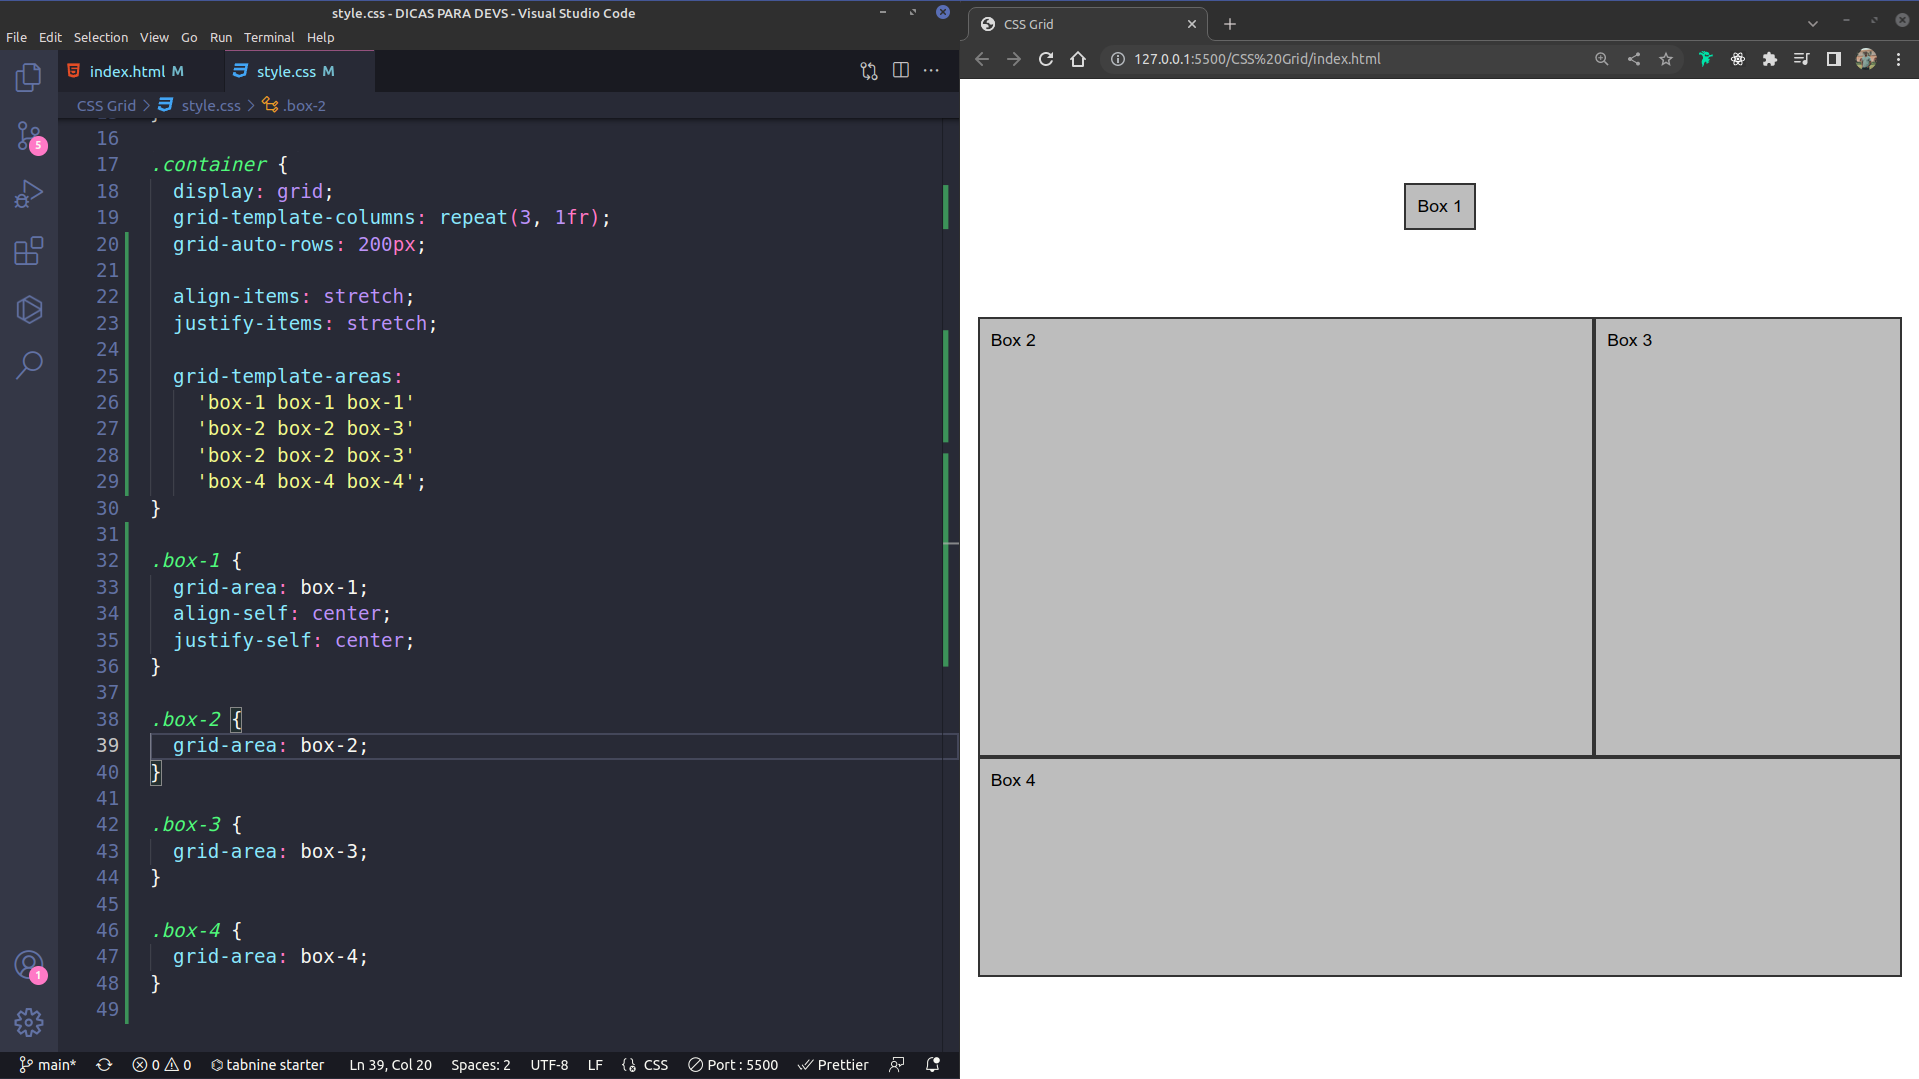 style.css - DICAS PARA DEVS - Visual Studio Code
File Edit Selection View Go Run Terminal Help
index.html M style.css M
CSS Grid > style.css > .box-2
16
17 .container {
18 display: grid;
19 grid-template-columns: repeat(3, 1fr);
20 grid-auto-rows: 200px;
21
22 align-items: stretch;
23 justify-items: stretch;
24
25 grid-template-areas:
26 'box-1 box-1 box-1'
27 'box-2 box-2 box-3'
28 'box-2 box-2 box-3'
29 'box-4 box-4 box-4';
30 }
31
32 .box-1 {
33 grid-area: box-1;
34 align-self: center;
35 justify-self: center;
36 }
37
38 .box-2 {
39 grid-area: box-2;
40 }
41
42 .box-3 {
43 grid-area: box-3;
44 }
45
46 .box-4 {
47 grid-area: box-4;
48 }
49
5
1
main* 0 0 tabnine starter Ln 39, Col 20 Spaces: 2 UTF-8 LF CSS Port : 5500 Prettier
CSS Grid
127.0.0.1:5500/CSS%20Grid/index.html
Box 1
Box 2
Box 3
Box 4